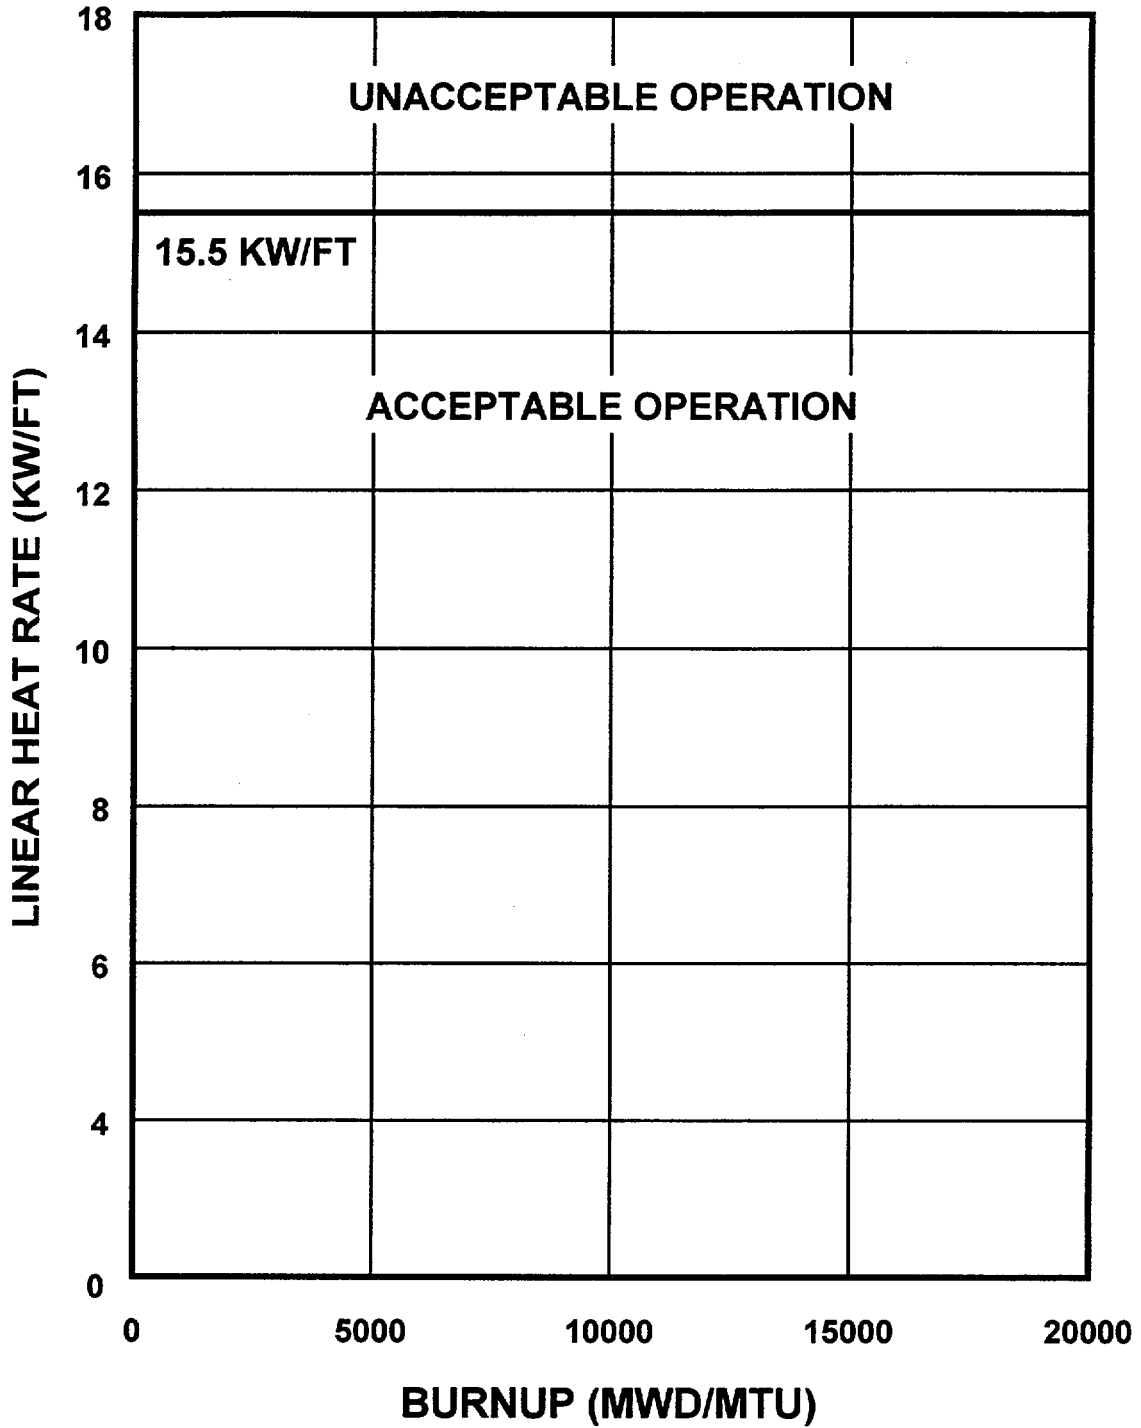 18
UNACCEPTABLE OPERATION
16
15.5 KW/FT
14
ACCEPTABLE OPERATION
12
10
8
6
4
0
LINEAR HEAT RATE (KW/FT)
0 5000 10000 15000 20000
BURNUP (MWD/MTU)